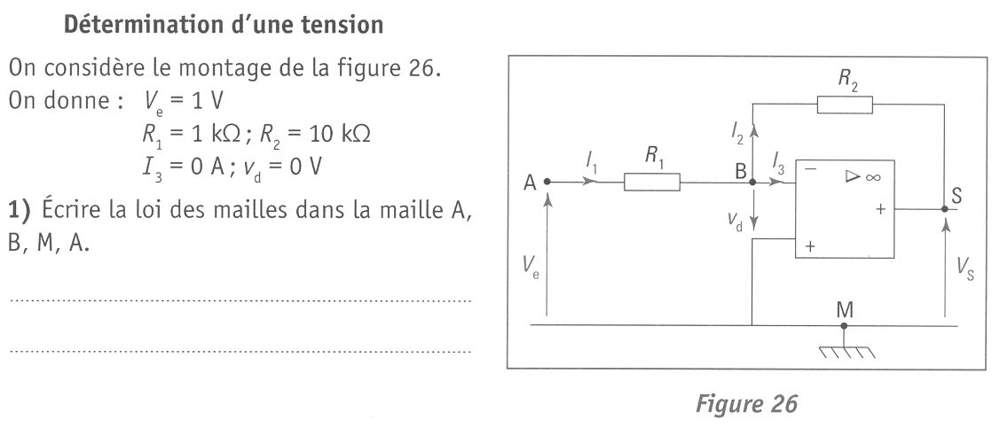 Détermination d'une tension
On considère le montage de la figure 26.
On donne : Ve = 1 V
R1 = 1 kΩ ; R2 = 10 kΩ
I3 = 0 A ; vd = 0 V
1) Écrire la loi des mailles dans la maille A,
B, M, A.
R2
I2
I1
R1
B
I3
− ▷ ∞
A
+
S
vd
+
Ve
VS
M
Figure 26